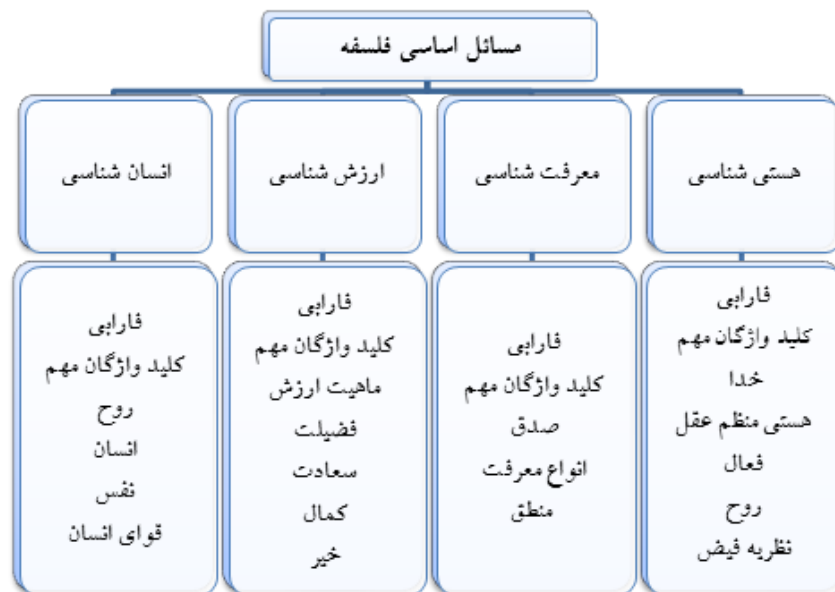 مسائل اساسی فلسفه
هستی شناسی
معرفت شناسی
ارزش شناسی
انسان شناسی
فارابی
کلید واژگان مهم
خدا
هستی منظم عقل
فعال
روح
نظریه فیض
فارابی
کلید واژگان مهم
صدق
انواع معرفت
منطق
فارابی
کلید واژگان مهم
ماهیت ارزش
فضیلت
سعادت
کمال
خیر
فارابی
کلید واژگان مهم
روح
انسان
نفس
قوای انسان